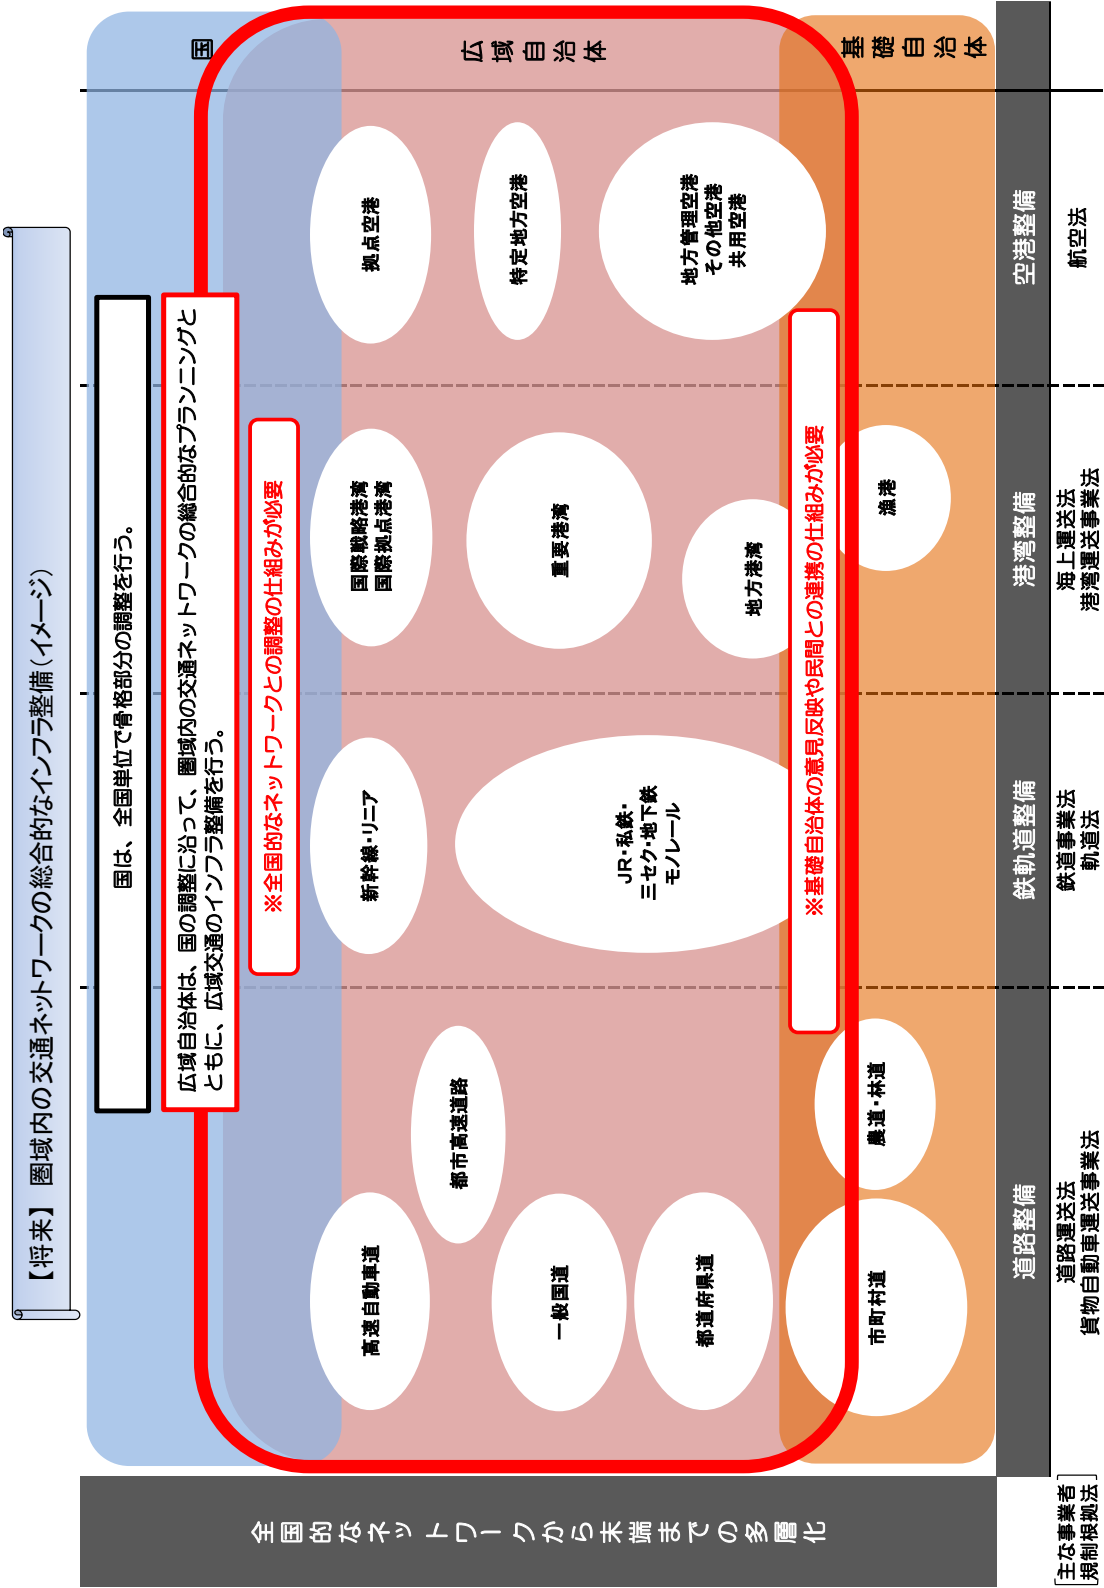 【将来】 圏域内の交通ネットワークの総合的なインフラ整備（イメージ）
国は、全国単位で骨格部分の調整を行う。
広域自治体は、国の調整に沿って、圏域内の交通ネットワークの総合的なプランニングと
ともに、広域交通のインフラ整備を行う。
※全国的なネットワークとの調整の仕組みが必要
国
広域自治体
基礎自治体
全国的なネットワークから末端までの多層化
高速自動車道
都市高速道路
一般国道
都道府県道
市町村道
農道・林道
新幹線・リニア
JR・私鉄・
三セク・地下鉄
モノレール
国際戦略港湾
国際拠点港湾
重要港湾
地方港湾
漁港
拠点空港
特定地方空港
地方管理空港
その他空港
共用空港
※基礎自治体の意見反映や民間との連携の仕組みが必要
道路整備
鉄軌道整備
港湾整備
空港整備
主な事業者
規制根拠法
道路運送法
貨物自動車運送事業法
鉄道事業法
軌道法
海上運送法
港湾運送事業法
航空法